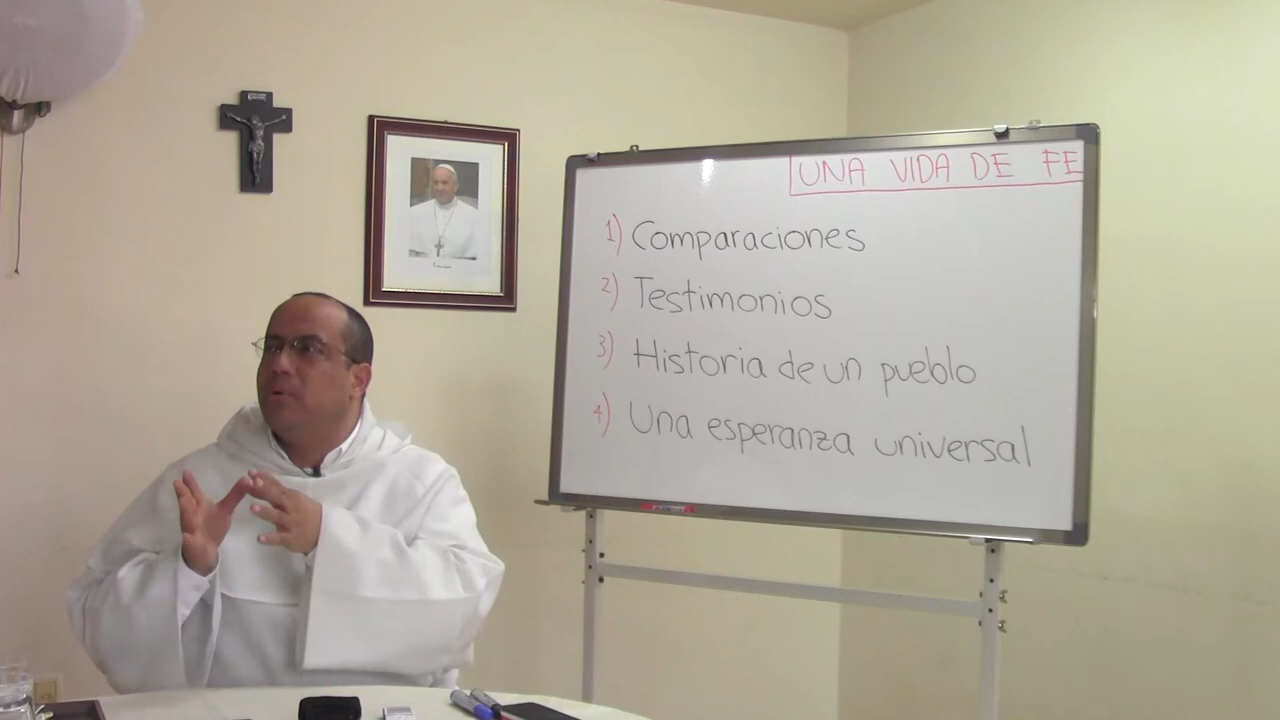 UNA VIDA DE FE
1) Comparaciones
2) Testimonios
3) Historia de un pueblo
4) Una esperanza universal